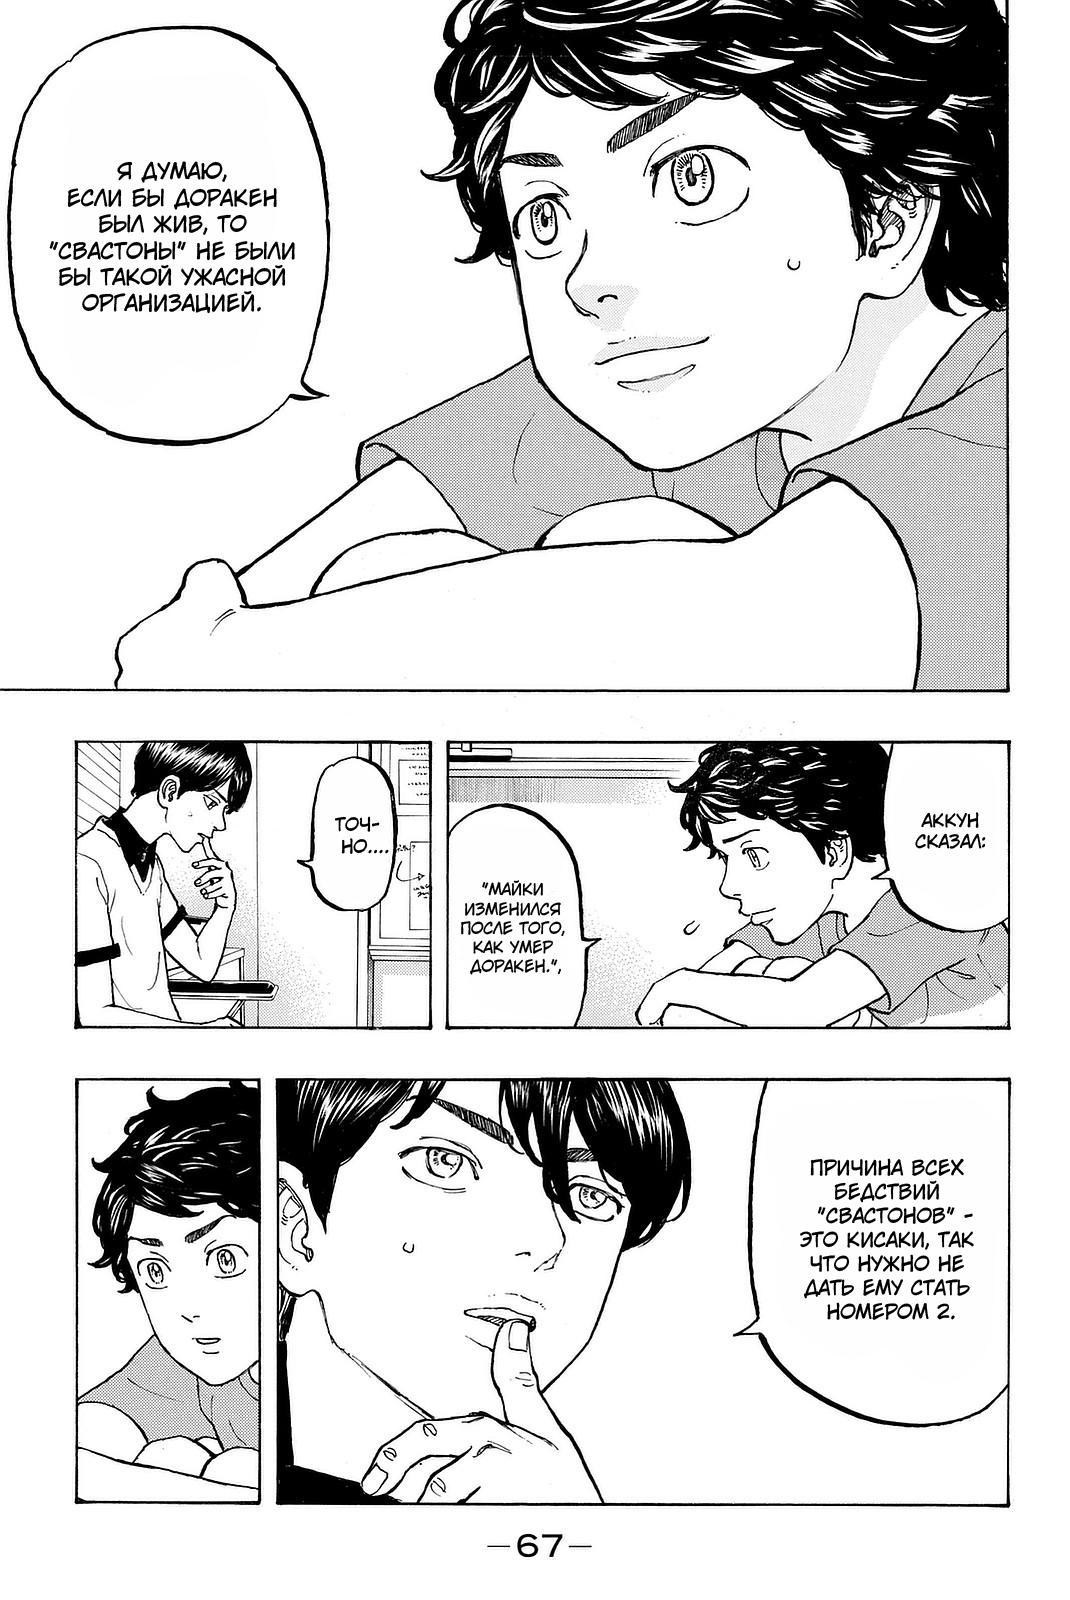 Я ДУМАЮ,
ЕСЛИ БЫ ДОРАКЕН
БЫЛ ЖИВ, ТО
"СВАСТОНЫ" НЕ БЫЛИ
БЫ ТАКОЙ УЖАСНОЙ
ОРГАНИЗАЦИЕЙ.
АККУН
СКАЗАЛ:
"МАЙКИ
ИЗМЕНИЛСЯ
ПОСЛЕ ТОГО,
КАК УМЕР
ДОРАКЕН.",
ТОЧ-
НО....
ПРИЧИНА ВСЕХ
БЕДСТВИЙ
"СВАСТОНОВ" -
ЭТО КИСАКИ, ТАК
ЧТО НУЖНО НЕ
ДАТЬ ЕМУ СТАТЬ
НОМЕРОМ 2.
—67—